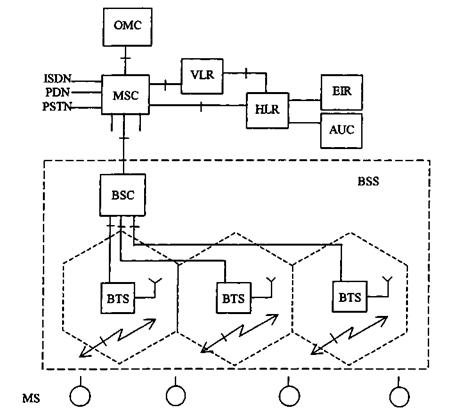 OMC
VLR
ISDN
PDN
PSTN
MSC
HLR
EIR
AUC
BSC
BSS
BTS
BTS
BTS
MS